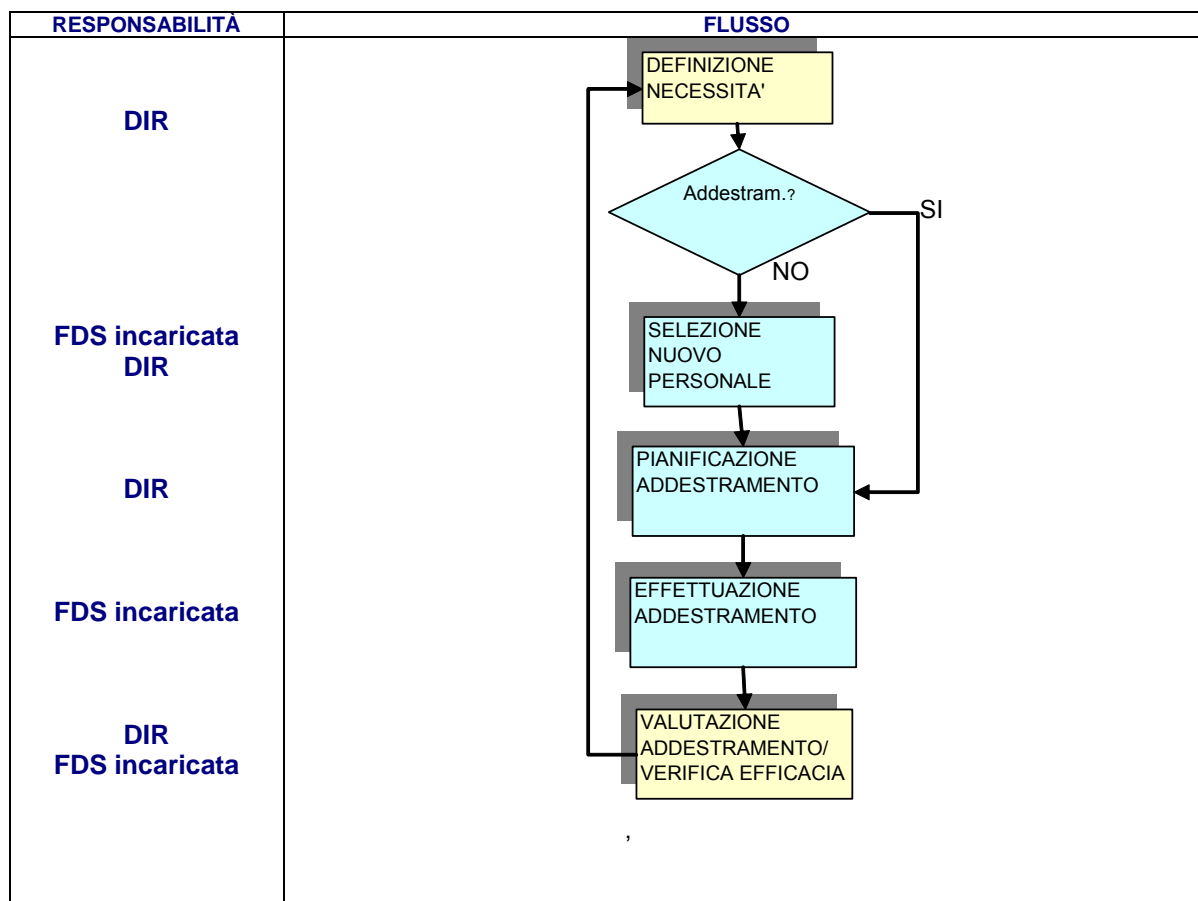 RESPONSABILITÀ
FLUSSO
DEFINIZIONE
NECESSITA'
DIR
Addestram.?
SI
NO
FDS incaricata
DIR
SELEZIONE
NUOVO
PERSONALE
DIR
PIANIFICAZIONE
ADDESTRAMENTO
FDS incaricata
EFFETTUAZIONE
ADDESTRAMENTO
DIR
FDS incaricata
VALUTAZIONE
ADDESTRAMENTO/
VERIFICA EFFICACIA
,